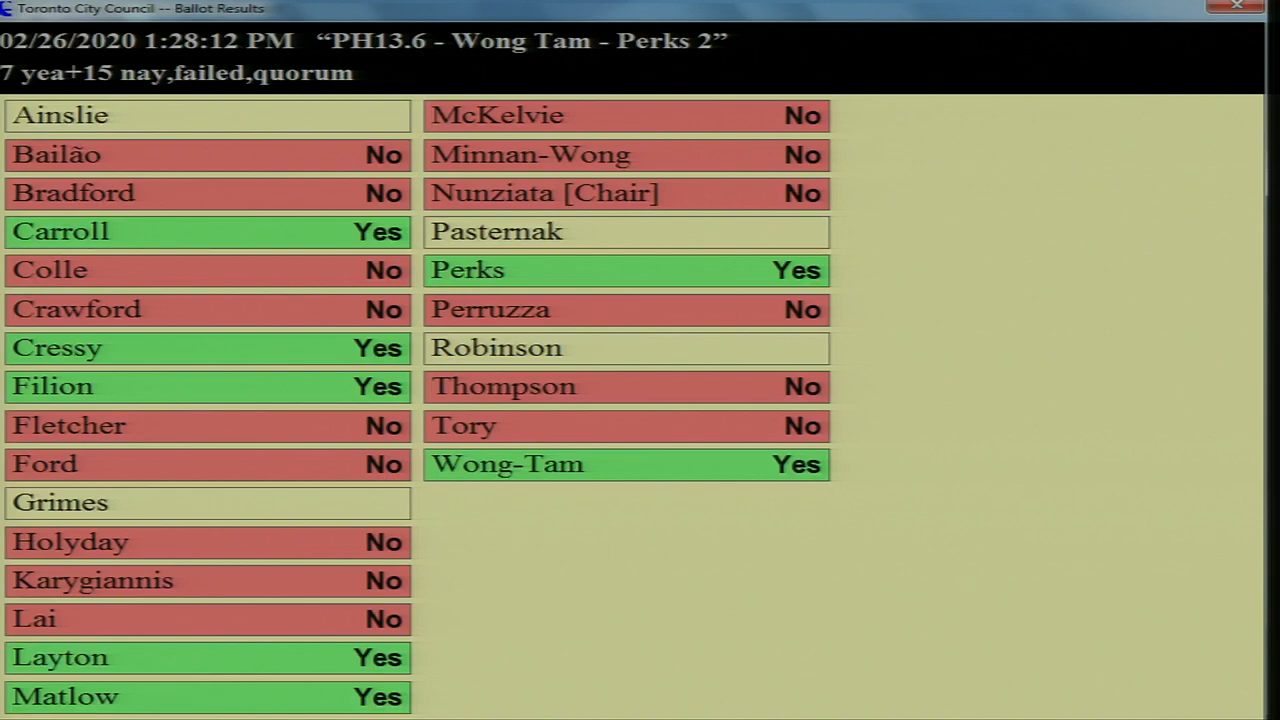 Toronto City Council -- Ballot Results
02/26/2020 1:28:12 PM “PH13.6 - Wong Tam - Perks 2”
7 yea+15 nay,failed,quorum
Ainslie
Bailão No
Bradford No
Carroll Yes
Colle No
Crawford No
Cressy Yes
Filion Yes
Fletcher No
Ford No
Grimes
Holyday No
Karygiannis No
Lai No
Layton Yes
Matlow Yes
McKelvie No
Minnan-Wong No
Nunziata [Chair] No
Pasternak
Perks Yes
Perruzza No
Robinson
Thompson No
Tory No
Wong-Tam Yes